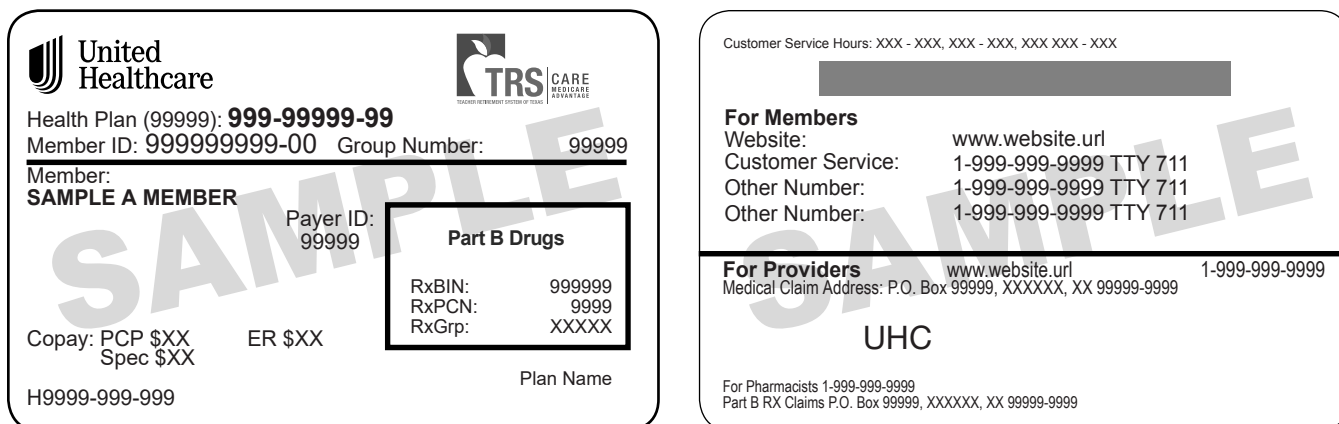 United
Healthcare
TRS CARE
MEDICARE
ADVANTAGE
TEACHER RETIREMENT SYSTEM OF TEXAS
Health Plan (99999): 999-99999-99
Member ID: 999999999-00 Group Number: 99999
Member:
SAMPLE A MEMBER
Payer ID:
99999
Part B Drugs
RxBIN: 999999
RxPCN: 9999
RxGrp: XXXXX
Copay: PCP $XX ER $XX
Spec $XX
Plan Name
H9999-999-999
SAMPLE
Customer Service Hours: XXX - XXX, XXX - XXX, XXX XXX - XXX
For Members
Website: www.website.url
Customer Service: 1-999-999-9999 TTY 711
Other Number: 1-999-999-9999 TTY 711
Other Number: 1-999-999-9999 TTY 711
For Providers www.website.url 1-999-999-9999
Medical Claim Address: P.O. Box 99999, XXXXXX, XX 99999-9999
UHC
For Pharmacists 1-999-999-9999
Part B RX Claims P.O. Box 99999, XXXXXX, XX 99999-9999
SAMPLE